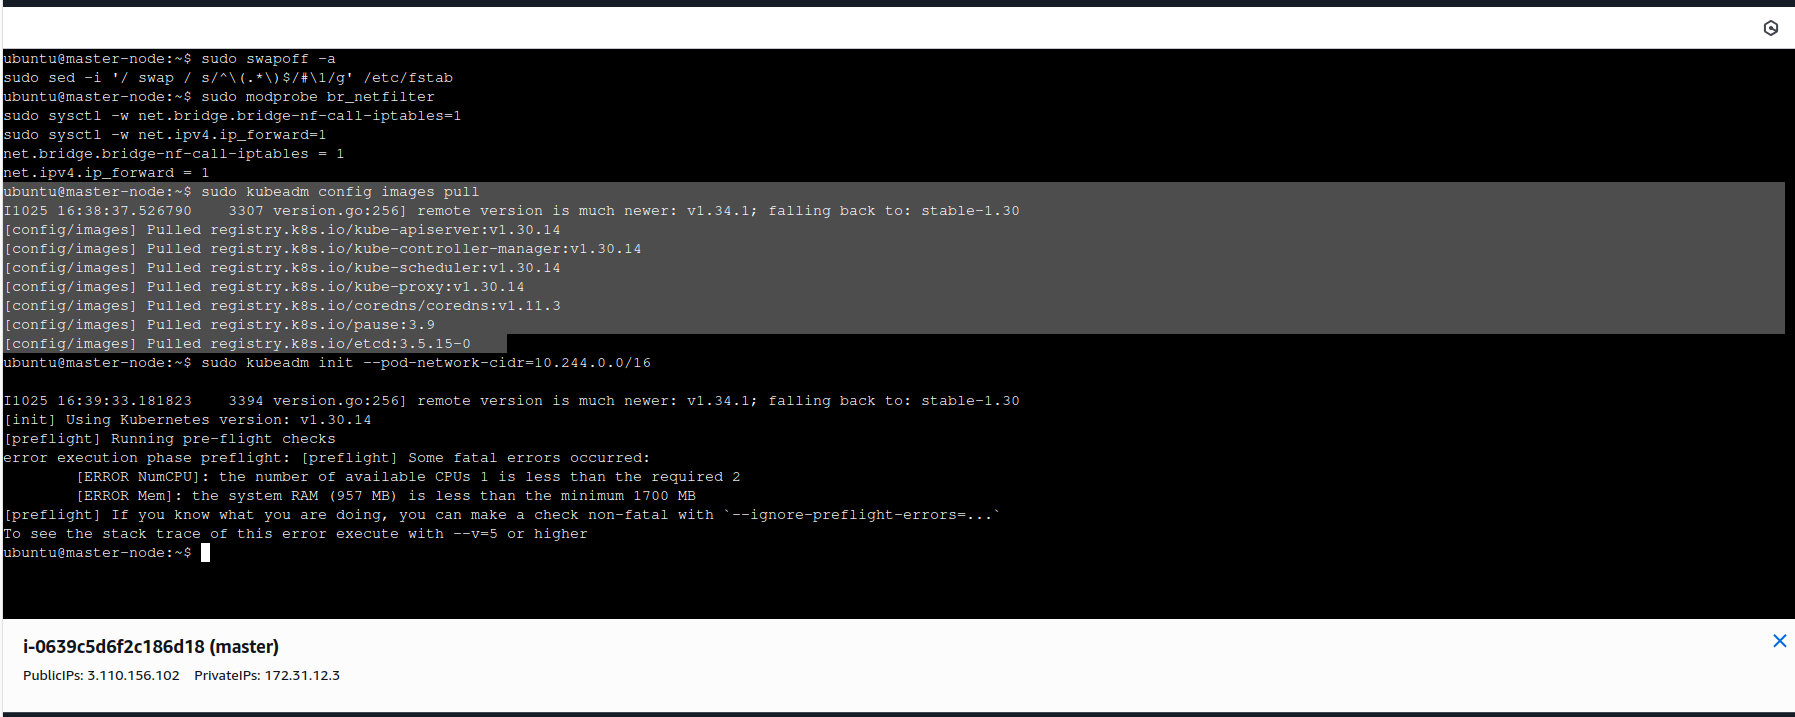 ubuntu@master-node:~$ sudo swapoff -a
sudo sed -i '/ swap / s/^\(.*\)$/#\1/g' /etc/fstab
ubuntu@master-node:~$ sudo modprobe br_netfilter
sudo sysctl -w net.bridge.bridge-nf-call-iptables=1
sudo sysctl -w net.ipv4.ip_forward=1
net.bridge.bridge-nf-call-iptables = 1
net.ipv4.ip_forward = 1
ubuntu@master-node:~$ sudo kubeadm config images pull
I1025 16:38:37.526790    3307 version.go:256] remote version is much newer: v1.34.1; falling back to: stable-1.30
[config/images] Pulled registry.k8s.io/kube-apiserver:v1.30.14
[config/images] Pulled registry.k8s.io/kube-controller-manager:v1.30.14
[config/images] Pulled registry.k8s.io/kube-scheduler:v1.30.14
[config/images] Pulled registry.k8s.io/kube-proxy:v1.30.14
[config/images] Pulled registry.k8s.io/coredns/coredns:v1.11.3
[config/images] Pulled registry.k8s.io/pause:3.9
[config/images] Pulled registry.k8s.io/etcd:3.5.15-0
ubuntu@master-node:~$ sudo kubeadm init --pod-network-cidr=10.244.0.0/16
I1025 16:39:33.181823    3394 version.go:256] remote version is much newer: v1.34.1; falling back to: stable-1.30
[init] Using Kubernetes version: v1.30.14
[preflight] Running pre-flight checks
error execution phase preflight: [preflight] Some fatal errors occurred:
        [ERROR NumCPU]: the number of available CPUs 1 is less than the required 2
        [ERROR Mem]: the system RAM (957 MB) is less than the minimum 1700 MB
[preflight] If you know what you are doing, you can make a check non-fatal with `--ignore-preflight-errors=...`
To see the stack trace of this error execute with --v=5 or higher
ubuntu@master-node:~$
i-0639c5d6f2c186d18 (master)
PublicIPs: 3.110.156.102    PrivateIPs: 172.31.12.3